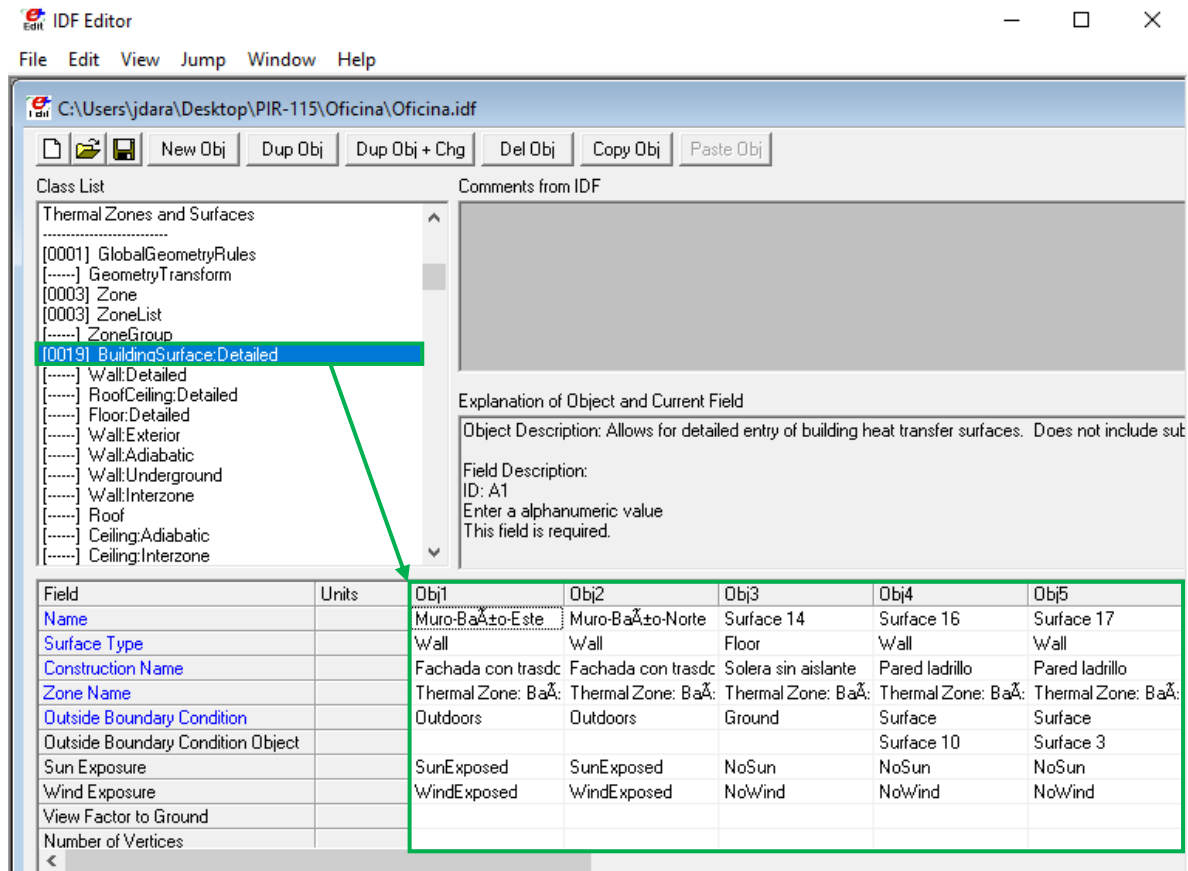 IDF Editor
File Edit View Jump Window Help
C:\Users\jdara\Desktop\PIR-115\Oficina\Oficina.idf
New Obj Dup Obj Dup Obj + Chg Del Obj Copy Obj Paste Obj
Class List Comments from IDF
Thermal Zones and Surfaces
-------------------------
[0001] GlobalGeometryRules
[------] GeometryTransform
[0003] Zone
[0003] ZoneList
[------] ZoneGroup
[0019] BuildingSurface:Detailed
[------] Wall:Detailed
[------] RoofCeiling:Detailed
[------] Floor:Detailed
[------] Wall:Exterior
[------] Wall:Adiabatic
[------] Wall:Underground
[------] Wall:Interzone
[------] Roof
[------] Ceiling:Adiabatic
[------] Ceiling:Interzone
Explanation of Object and Current Field
Object Description: Allows for detailed entry of building heat transfer surfaces. Does not include sub
Field Description:
ID: A1
Enter a alphanumeric value
This field is required.
Field Units Obj1 Obj2 Obj3 Obj4 Obj5
Name Muro-BaÃ±o-Este Muro-BaÃ±o-Norte Surface 14 Surface 16 Surface 17
Surface Type Wall Wall Floor Wall Wall
Construction Name Fachada con trasdo Fachada con trasdo Solera sin aislante Pared ladrillo Pared ladrillo
Zone Name Thermal Zone: BaÃ Thermal Zone: BaÃ Thermal Zone: BaÃ Thermal Zone: BaÃ Thermal Zone: BaÃ
Outside Boundary Condition Outdoors Outdoors Ground Surface Surface
Outside Boundary Condition Object Surface 10 Surface 3
Sun Exposure SunExposed SunExposed NoSun NoSun NoSun
Wind Exposure WindExposed WindExposed NoWind NoWind NoWind
View Factor to Ground
Number of Vertices